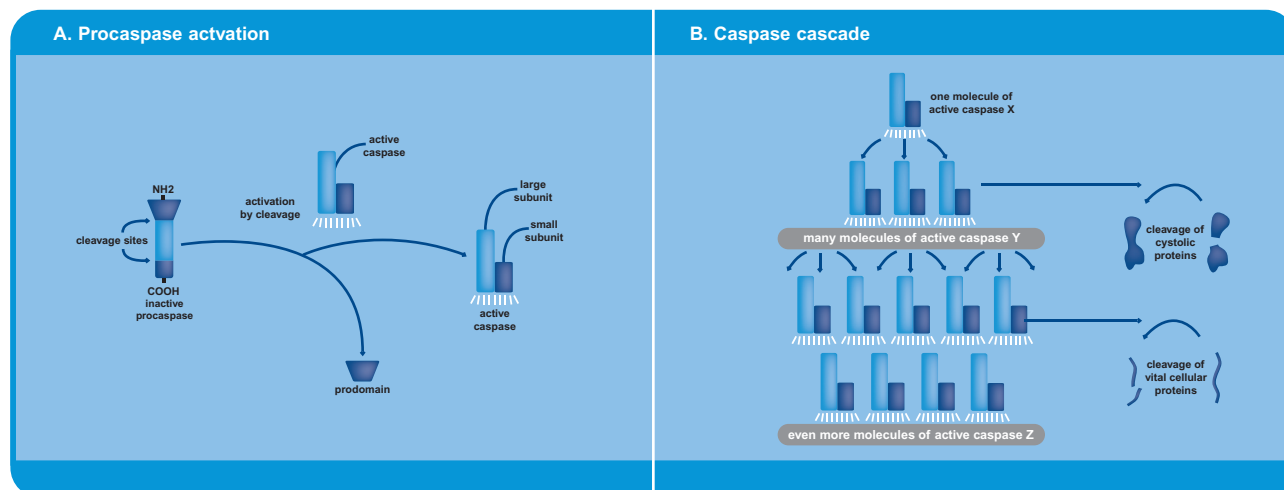 A. Procaspase actvation
NH2
cleavage sites
COOH
inactive
procaspase
activation
by cleavage
active
caspase
large
subunit
small
subunit
active
caspase
prodomain
B. Caspase cascade
one molecule of
active caspase X
many molecules of active caspase Y
cleavage of
cystolic
proteins
cleavage of
vital cellular
proteins
even more molecules of active caspase Z